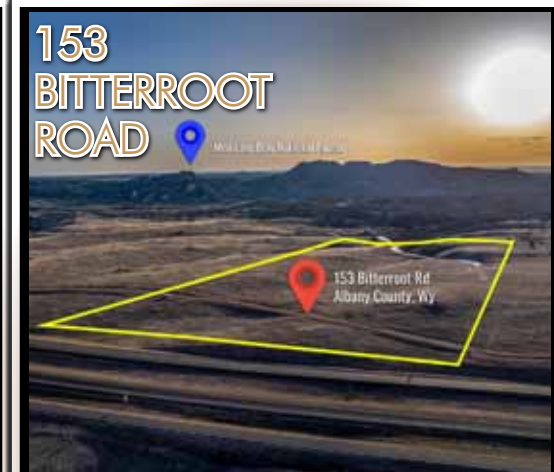 153
BITTERROOT
ROAD
153 Bitterroot Rd
Albany County, Wy